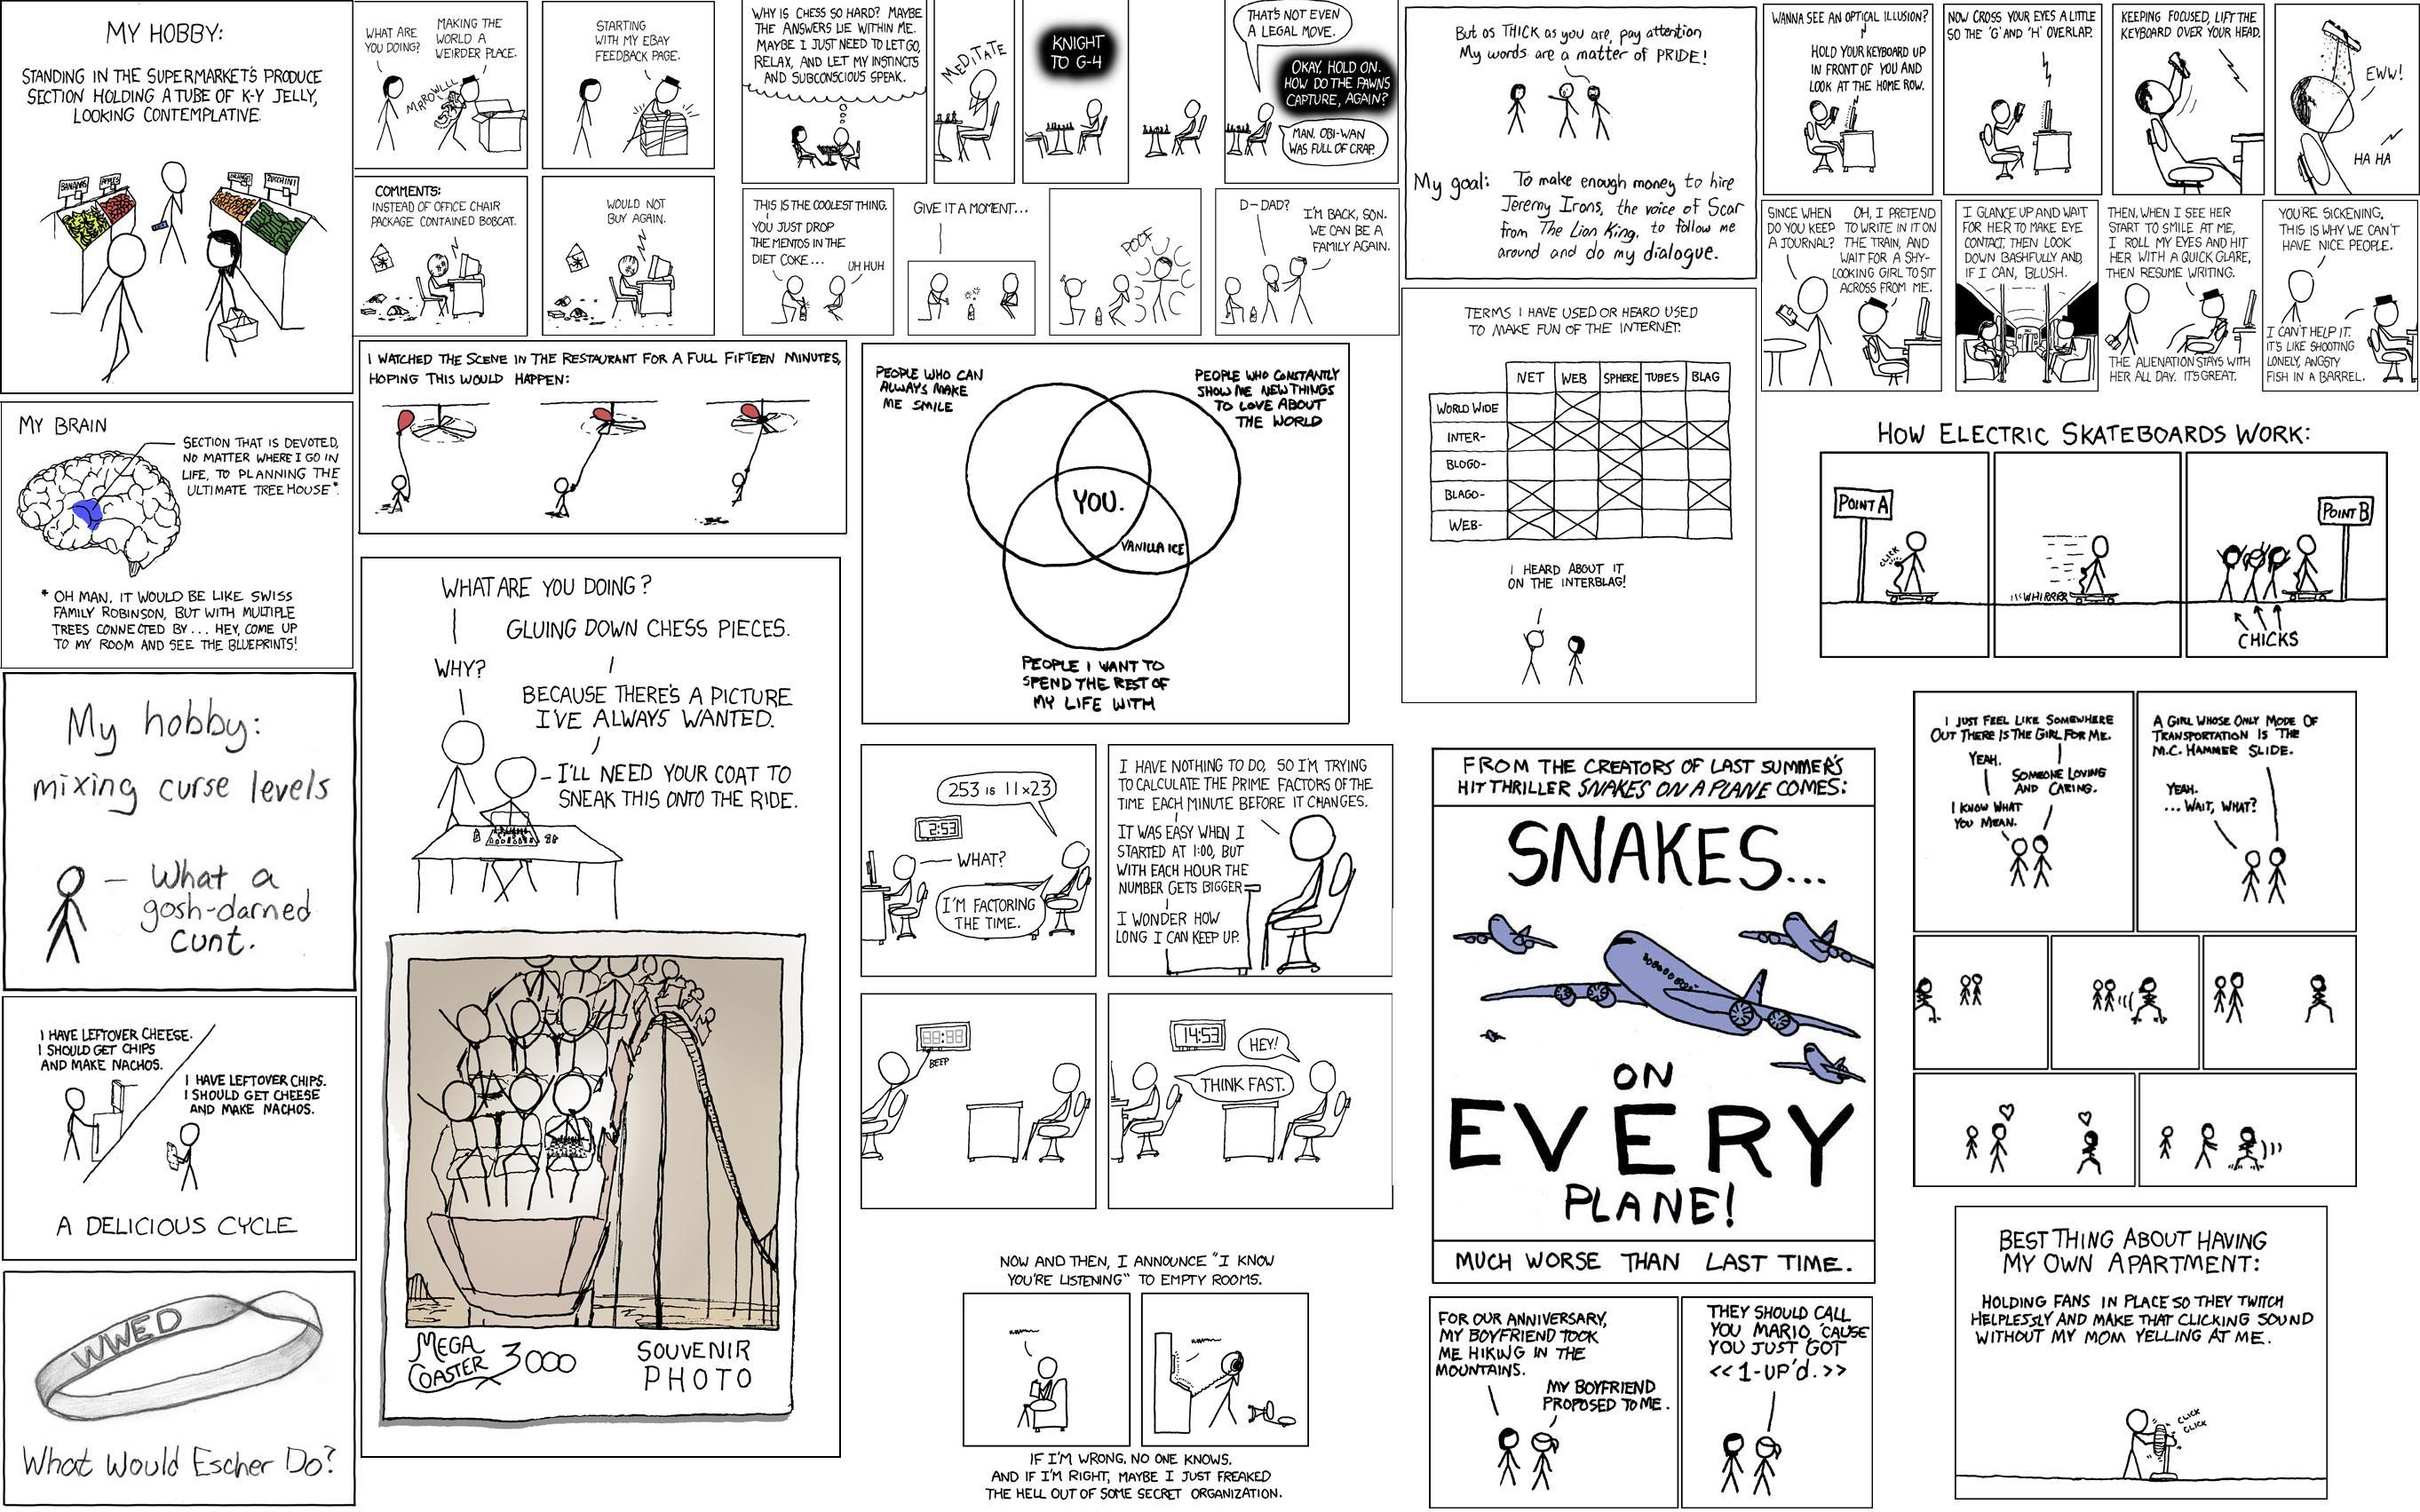 MY HOBBY:
STANDING IN THE SUPERMARKET'S PRODUCE
SECTION HOLDING A TUBE OF K-Y JELLY,
LOOKING CONTEMPLATIVE.
BANANAS
APPLES
ORANGES
ZUCCHINI
WHAT ARE
YOU DOING?
MAKING THE
WORLD A
WEIRDER PLACE.
MROWLL
STARTING
WITH MY EBAY
FEEDBACK PAGE.
COMMENTS:
INSTEAD OF OFFICE CHAIR
PACKAGE CONTAINED BOBCAT.
WOULD NOT
BUY AGAIN.
WHY IS CHESS SO HARD? MAYBE
THE ANSWERS LIE WITHIN ME.
MAYBE I JUST NEED TO LET GO,
RELAX, AND LET MY INSTINCTS
AND SUBCONSCIOUS SPEAK.
MEDITATE
KNIGHT
TO G-4
THAT'S NOT EVEN
A LEGAL MOVE.
OKAY, HOLD ON.
HOW DO THE PAWNS
CAPTURE, AGAIN?
MAN. OBI-WAN
WAS FULL OF CRAP.
THIS IS THE COOLEST THING.
YOU JUST DROP
THE MENTOS IN THE
DIET COKE...
UH HUH
GIVE IT A MOMENT...
POOF
D-DAD?
I'M BACK, SON.
WE CAN BE A
FAMILY AGAIN.
But as THICK as you are, pay attention
My words are a matter of PRIDE!
My goal: To make enough money to hire
Jeremy Irons, the voice of Scar
from The Lion King, to follow me
around and do my dialogue.
WANNA SEE AN OPTICAL ILLUSION?
HOLD YOUR KEYBOARD UP
IN FRONT OF YOU AND
LOOK AT THE HOME ROW.
NOW CROSS YOUR EYES A LITTLE
SO THE 'G' AND 'H' OVERLAP.
KEEPING FOCUSED, LIFT THE
KEYBOARD OVER YOUR HEAD.
EWW!
HA HA
SINCE WHEN
DO YOU KEEP
A JOURNAL?
OH, I PRETEND
TO WRITE IN IT ON
THE TRAIN, AND
WAIT FOR A SHY-
LOOKING GIRL TO SIT
ACROSS FROM ME.
I GLANCE UP AND WAIT
FOR HER TO MAKE EYE
CONTACT, THEN LOOK
DOWN BASHFULLY AND,
IF I CAN, BLUSH.
THEN, WHEN I SEE HER
START TO SMILE AT ME,
I ROLL MY EYES AND HIT
HER WITH A QUICK GLARE,
THEN RESUME WRITING.
THE ALIENATION STAYS WITH
HER ALL DAY. IT'S GREAT.
YOU'RE SICKENING.
THIS IS WHY WE CAN'T
HAVE NICE PEOPLE.
I CAN'T HELP IT.
IT'S LIKE SHOOTING
LONELY, ANGSTY
FISH IN A BARREL.
I WATCHED THE SCENE IN THE RESTAURANT FOR A FULL FIFTEEN MINUTES,
HOPING THIS WOULD HAPPEN:
MY BRAIN
SECTION THAT IS DEVOTED,
NO MATTER WHERE I GO IN
LIFE, TO PLANNING THE
ULTIMATE TREE HOUSE*.
* OH MAN, IT WOULD BE LIKE SWISS
FAMILY ROBINSON, BUT WITH MULTIPLE
TREES CONNECTED BY... HEY, COME UP
TO MY ROOM AND SEE THE BLUEPRINTS!
PEOPLE WHO CAN
ALWAYS MAKE
ME SMILE
PEOPLE WHO CONSTANTLY
SHOW ME NEW THINGS
TO LOVE ABOUT
THE WORLD
YOU.
VANILLA ICE
PEOPLE I WANT TO
SPEND THE REST OF
MY LIFE WITH
TERMS I HAVE USED OR HEARD USED
TO MAKE FUN OF THE INTERNET:
NET WEB SPHERE TUBES BLAG
WORLD WIDE
INTER-
BLOGO-
BLAGO-
WEB-
I HEARD ABOUT IT
ON THE INTERBLAG!
HOW ELECTRIC SKATEBOARDS WORK:
POINT A
CLICK
WHIRRRR
POINT B
CHICKS
My hobby:
mixing curse levels
What a
gosh-darned
cunt.
WHAT ARE YOU DOING?
GLUING DOWN CHESS PIECES.
WHY?
BECAUSE THERE'S A PICTURE
I'VE ALWAYS WANTED.
I'LL NEED YOUR COAT TO
SNEAK THIS ONTO THE RIDE.
MEGA
COASTER 3000
SOUVENIR
PHOTO
253 IS 11×23
2:53
WHAT?
I'M FACTORING
THE TIME.
I HAVE NOTHING TO DO, SO I'M TRYING
TO CALCULATE THE PRIME FACTORS OF THE
TIME EACH MINUTE BEFORE IT CHANGES.
IT WAS EASY WHEN I
STARTED AT 1:00, BUT
WITH EACH HOUR THE
NUMBER GETS BIGGER
I WONDER HOW
LONG I CAN KEEP UP.
BEEP
14:53
HEY!
THINK FAST.
FROM THE CREATORS OF LAST SUMMER'S
HIT THRILLER SNAKES ON A PLANE COMES:
SNAKES...
ON
EVERY
PLANE!
MUCH WORSE THAN LAST TIME.
I JUST FEEL LIKE SOMEWHERE
OUT THERE IS THE GIRL FOR ME.
YEAH.
SOMEONE LOVING
AND CARING.
I KNOW WHAT
YOU MEAN.
A GIRL WHOSE ONLY MODE OF
TRANSPORTATION IS THE
M.C. HAMMER SLIDE.
YEAH.
...WAIT, WHAT?
I HAVE LEFTOVER CHEESE.
I SHOULD GET CHIPS
AND MAKE NACHOS.
I HAVE LEFTOVER CHIPS.
I SHOULD GET CHEESE
AND MAKE NACHOS.
A DELICIOUS CYCLE
WWED
What Would Escher Do?
NOW AND THEN, I ANNOUNCE "I KNOW
YOU'RE LISTENING" TO EMPTY ROOMS.
IF I'M WRONG, NO ONE KNOWS.
AND IF I'M RIGHT, MAYBE I JUST FREAKED
THE HELL OUT OF SOME SECRET ORGANIZATION.
FOR OUR ANNIVERSARY,
MY BOYFRIEND TOOK
ME HIKING IN THE
MOUNTAINS.
MY BOYFRIEND
PROPOSED TO ME.
THEY SHOULD CALL
YOU MARIO, 'CAUSE
YOU JUST GOT
<< 1-UP'd. >>
BEST THING ABOUT HAVING
MY OWN APARTMENT:
HOLDING FANS IN PLACE SO THEY TWITCH
HELPLESSLY AND MAKE THAT CLICKING SOUND
WITHOUT MY MOM YELLING AT ME.
CLICK
CLICK